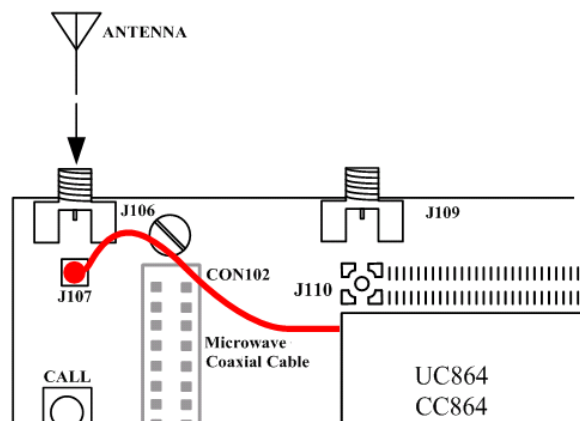 ANTENNA
J106
J109
J107
CON102
J110
Microwave
Coaxial Cable
CALL
UC864
CC864